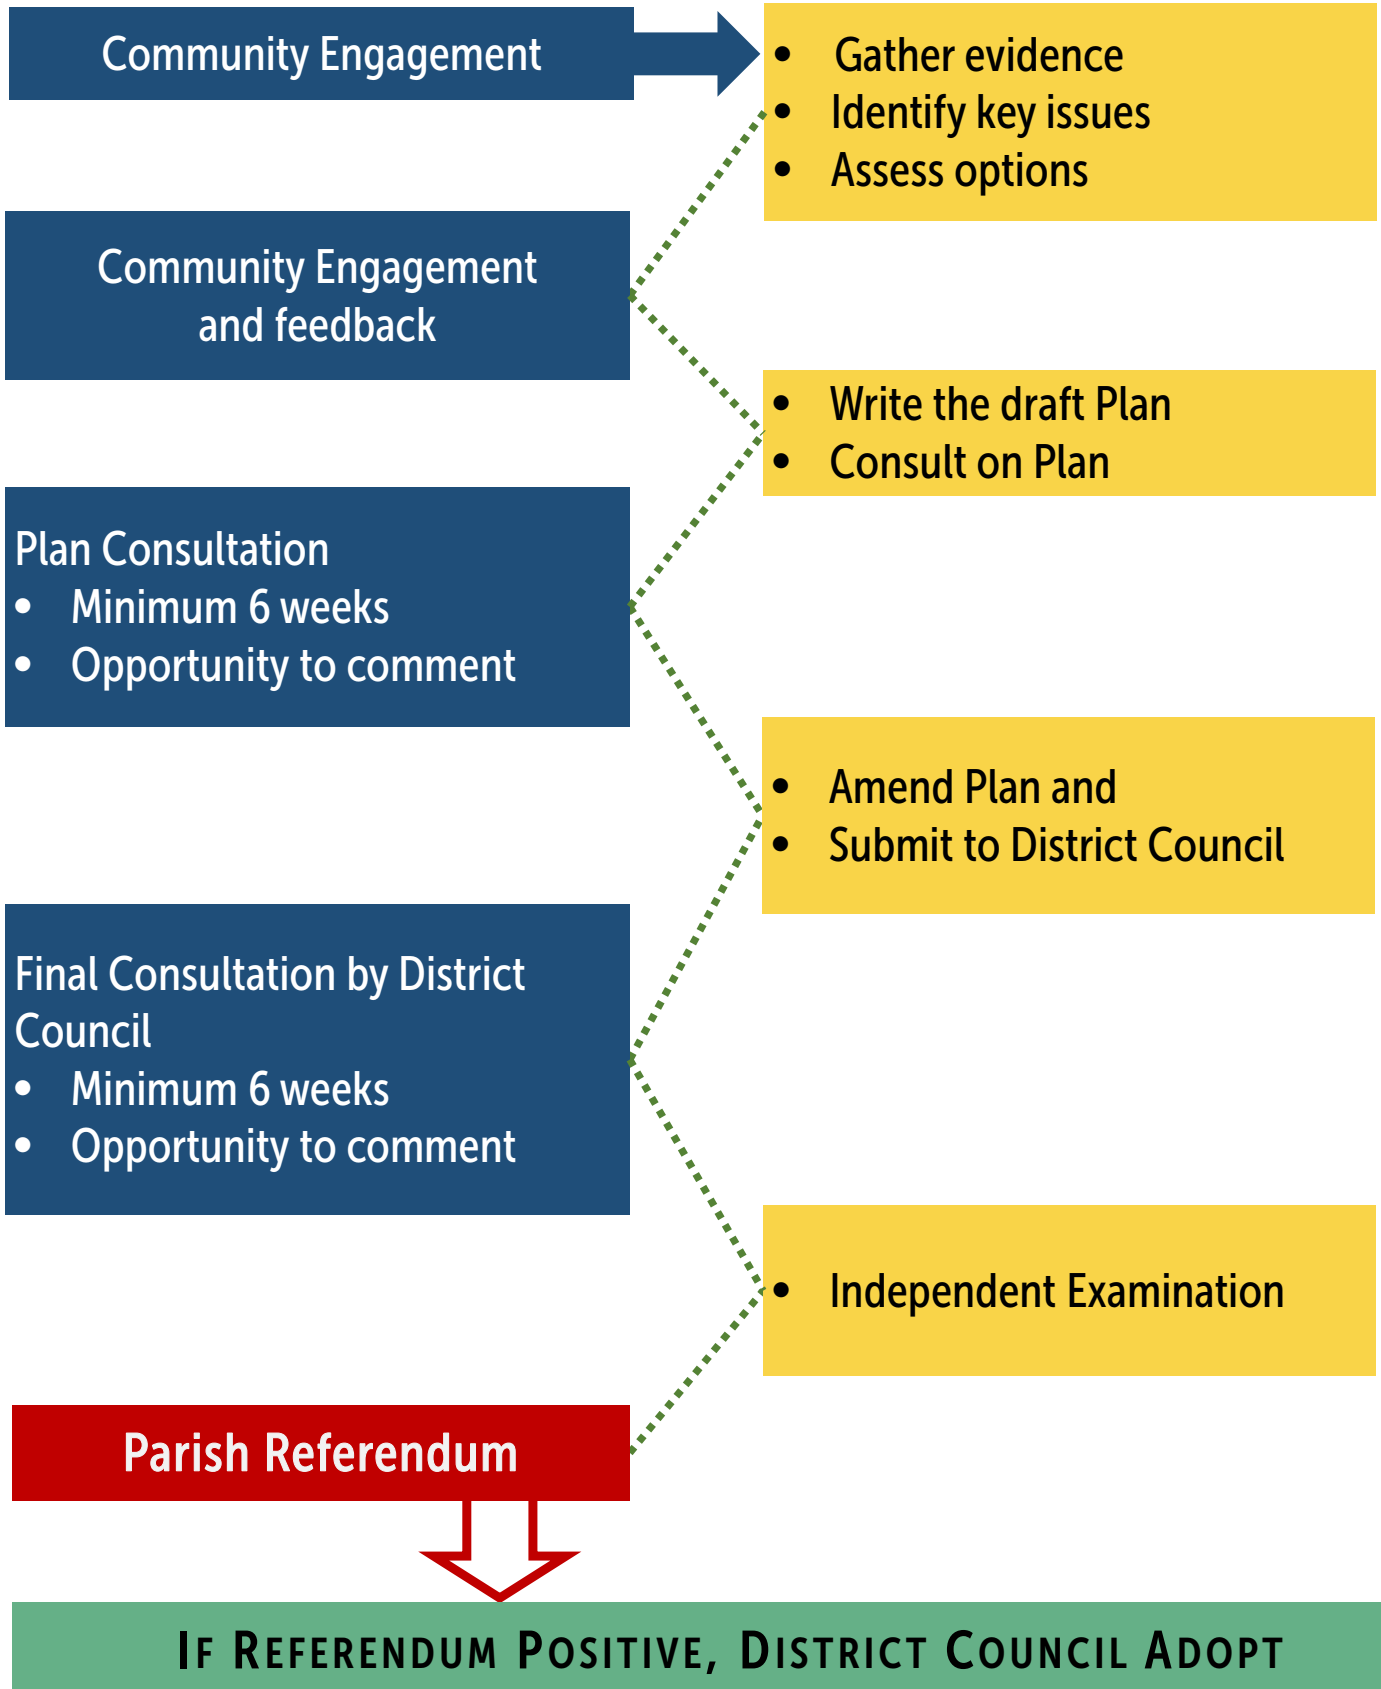 Community Engagement
• Gather evidence
• Identify key issues
• Assess options
Community Engagement
and feedback
• Write the draft Plan
• Consult on Plan
Plan Consultation
• Minimum 6 weeks
• Opportunity to comment
• Amend Plan and
• Submit to District Council
Final Consultation by District
Council
• Minimum 6 weeks
• Opportunity to comment
• Independent Examination
Parish Referendum
IF REFERENDUM POSITIVE, DISTRICT COUNCIL ADOPT